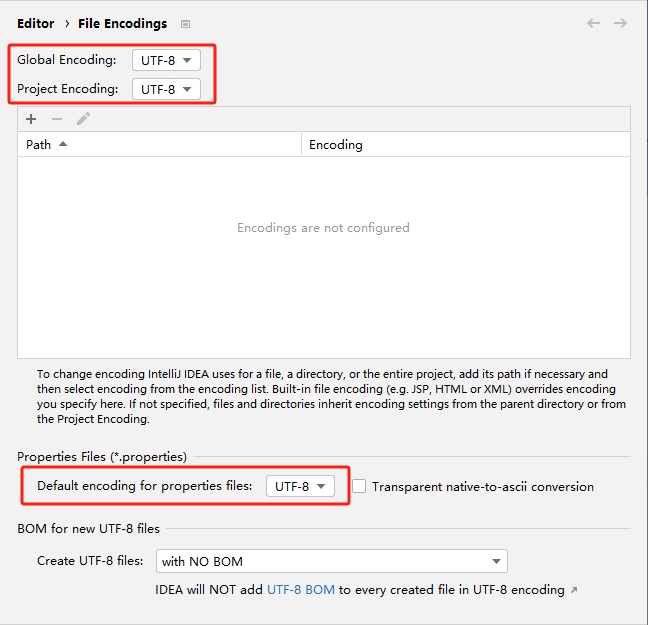 Editor › File Encodings
Global Encoding: UTF-8
Project Encoding: UTF-8
Path Encoding
Encodings are not configured
To change encoding IntelliJ IDEA uses for a file, a directory, or the entire project, add its path if necessary and
then select encoding from the encoding list. Built-in file encoding (e.g. JSP, HTML or XML) overrides encoding
you specify here. If not specified, files and directories inherit encoding settings from the parent directory or from
the Project Encoding.
Properties Files (*.properties)
Default encoding for properties files: UTF-8 Transparent native-to-ascii conversion
BOM for new UTF-8 files
Create UTF-8 files: with NO BOM
IDEA will NOT add UTF-8 BOM to every created file in UTF-8 encoding ↗